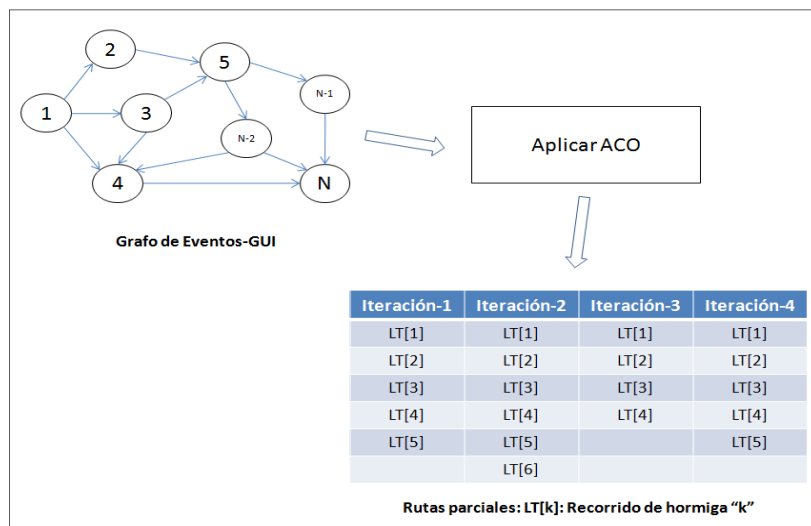 2
5
N-1
1
3
N-2
4
N
Aplicar ACO
Grafo de Eventos-GUI
Iteración-1 Iteración-2 Iteración-3 Iteración-4
LT[1] LT[1] LT[1] LT[1]
LT[2] LT[2] LT[2] LT[2]
LT[3] LT[3] LT[3] LT[3]
LT[4] LT[4] LT[4] LT[4]
LT[5] LT[5] LT[5]
LT[6]
Rutas parciales: LT[k]: Recorrido de hormiga “k”